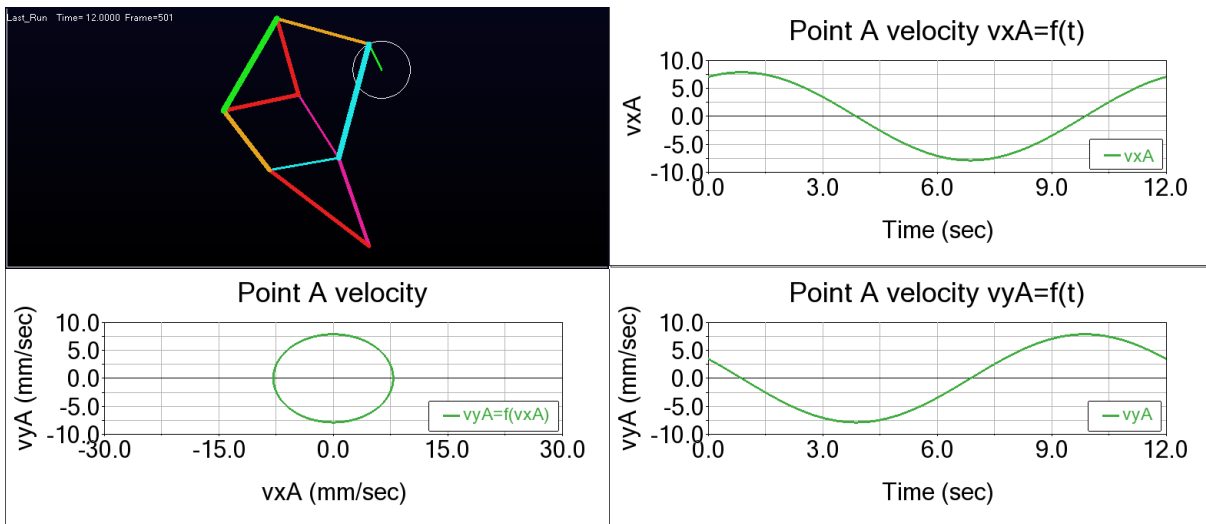 Last_Run Time= 12.0000 Frame=501
Point A velocity vxA=f(t)
10.0
5.0
0.0
-5.0
-10.0
vxA
vxA
0.0 3.0 6.0 9.0 12.0
Time (sec)
Point A velocity
10.0
5.0
0.0
-5.0
-10.0
vyA (mm/sec)
vyA=f(vxA)
-30.0 -15.0 0.0 15.0 30.0
vxA (mm/sec)
Point A velocity vyA=f(t)
10.0
5.0
0.0
-5.0
-10.0
vyA (mm/sec)
vyA
0.0 3.0 6.0 9.0 12.0
Time (sec)